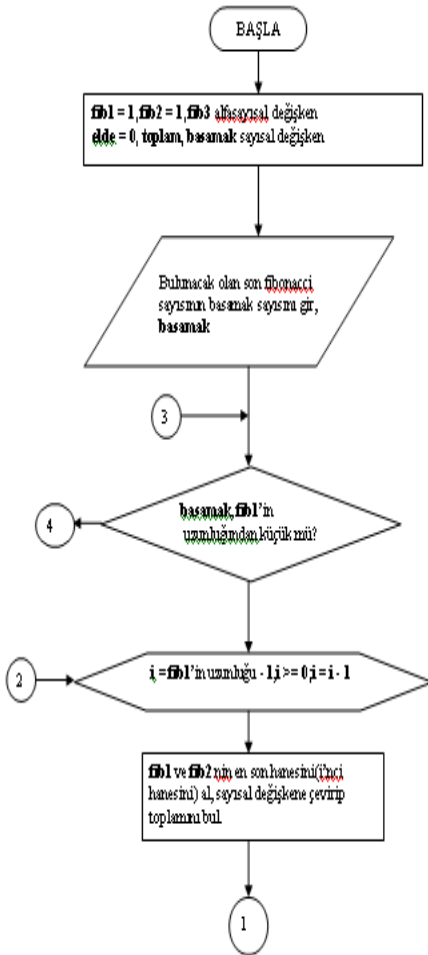 BAŞLA
fib1 = 1, fib2 = 1, fib3 alfasayısal değişken
elde = 0, toplam, basamak sayısal değişken
Bulunacak olan son fibonacci
sayısının basamak sayısını gir,
basamak
3
basamak, fib1'in
uzunluğundan küçük mü?
4
i = fib1'in uzunluğu - 1, i >= 0, i = i - 1
2
fib1 ve fib2 nin en son hanesini(i'nci
hanesini) al, sayısal değişkene çevirip
toplamını bul.
1